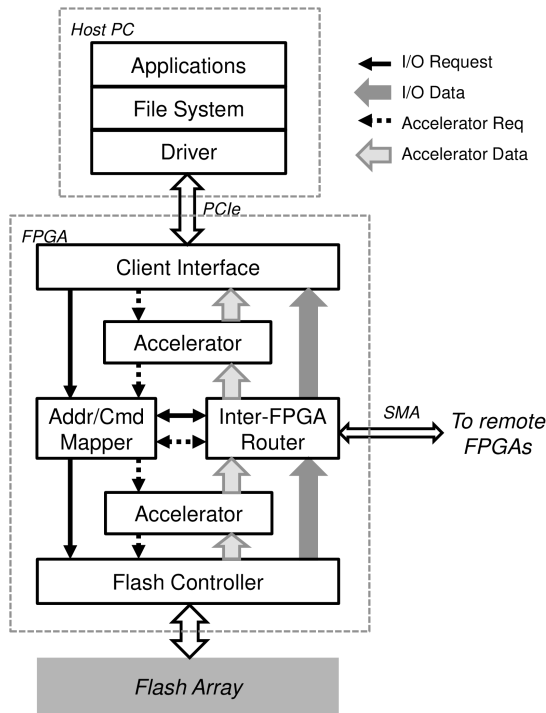 Host PC
Applications
File System
Driver
I/O Request
I/O Data
Accelerator Req
Accelerator Data
PCIe
FPGA
Client Interface
Accelerator
Addr/Cmd
Mapper
Inter-FPGA
Router
SMA
To remote
FPGAs
Accelerator
Flash Controller
Flash Array